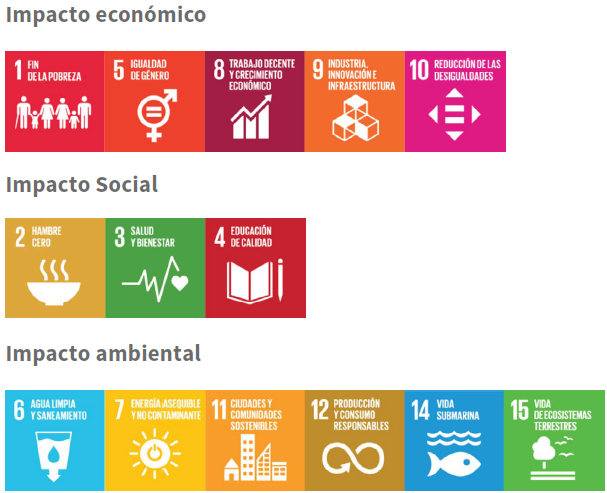 Impacto económico
1 FIN
DE LA POBREZA
5 IGUALDAD
DE GÉNERO
8 TRABAJO DECENTE
Y CRECIMIENTO
ECONÓMICO
9 INDUSTRIA,
INNOVACIÓN E
INFRAESTRUCTURA
10 REDUCCIÓN DE LAS
DESIGUALDADES
Impacto Social
2 HAMBRE
CERO
3 SALUD
Y BIENESTAR
4 EDUCACIÓN
DE CALIDAD
Impacto ambiental
6 AGUA LIMPIA
Y SANEAMIENTO
7 ENERGÍA ASEQUIBLE
Y NO CONTAMINANTE
11 CIUDADES Y
COMUNIDADES
SOSTENIBLES
12 PRODUCCIÓN
Y CONSUMO
RESPONSABLES
14 VIDA
SUBMARINA
15 VIDA
DE ECOSISTEMAS
TERRESTRES